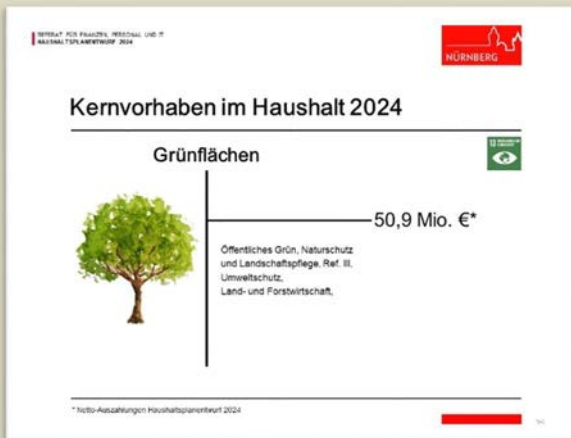 REFERAT FÜR FINANZEN, PERSONAL UND IT
HAUSHALTSPLANENTWURF 2024
NÜRNBERG
Kernvorhaben im Haushalt 2024
Grünflächen
50,9 Mio. €*
Öffentliches Grün, Naturschutz
und Landschaftspflege, Ref. III,
Umweltschutz,
Land- und Forstwirtschaft,
* Netto-Auszahlungen Haushaltsplanentwurf 2024